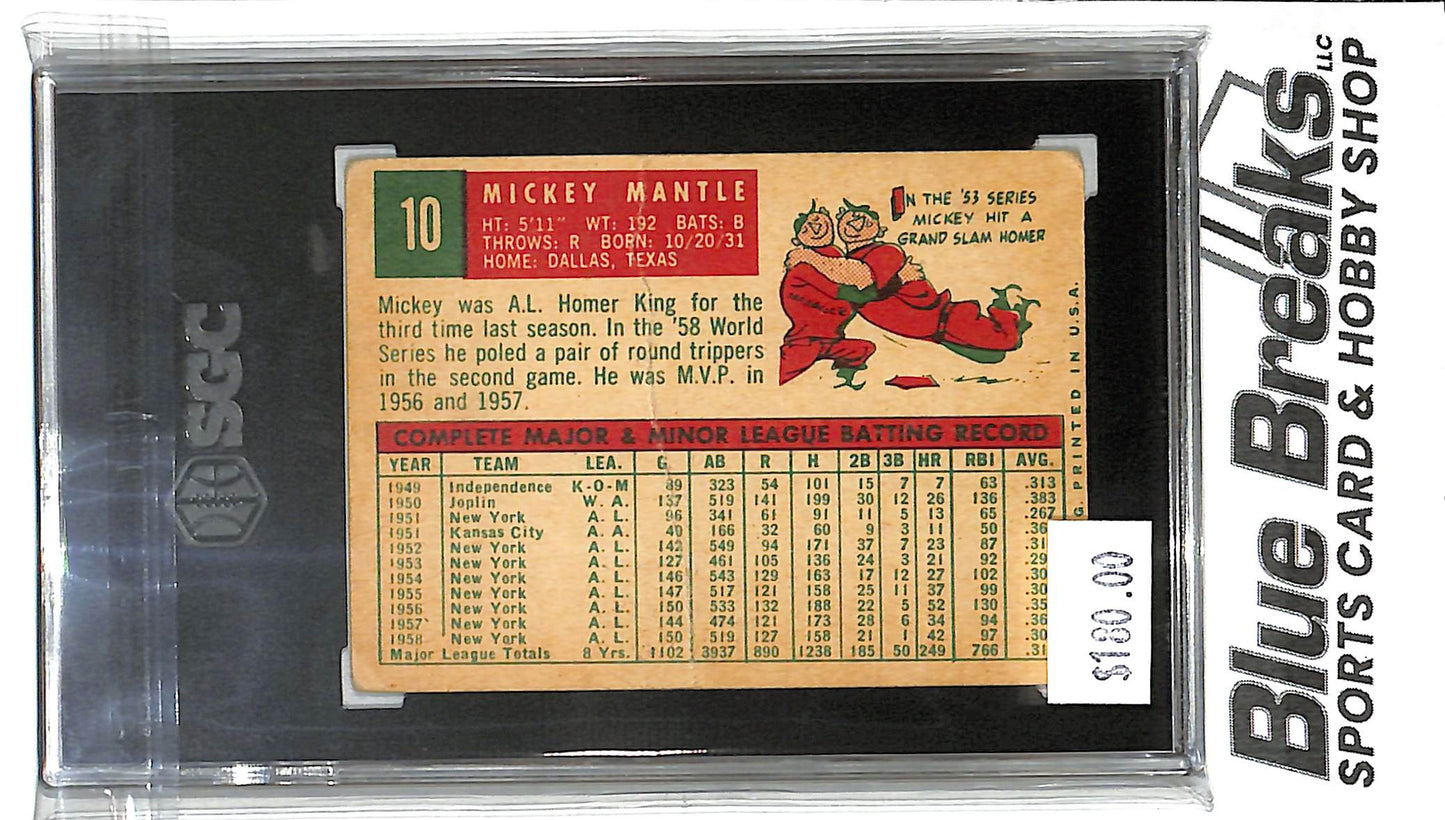 10
MICKEY MANTLE
HT: 5'11" WT: 192 BATS: B
THROWS: R BORN: 10/20/31
HOME: DALLAS, TEXAS
IN THE '53 SERIES
MICKEY HIT A
GRAND SLAM HOMER
Mickey was A.L. Homer King for the
third time last season. In the '58 World
Series he poled a pair of round trippers
in the second game. He was M.V.P. in
1956 and 1957.
COMPLETE MAJOR & MINOR LEAGUE BATTING RECORD
YEAR TEAM LEA. G AB R H 2B 3B HR RBI AVG.
1949 Independence K-O-M 89 323 54 101 15 7 7 63 .313
1950 Joplin W. A. 137 519 141 199 30 12 26 136 .383
1951 New York A. L. 96 341 61 91 11 5 13 65 .267
1951 Kansas City A. A. 40 166 32 60 9 3 11 50 .36
1952 New York A. L. 142 549 94 171 37 7 23 87 .31
1953 New York A. L. 127 461 105 136 24 3 21 92 .29
1954 New York A. L. 146 543 129 163 17 12 27 102 .30
1955 New York A. L. 147 517 121 158 25 11 37 99 .30
1956 New York A. L. 150 533 132 188 22 5 52 130 .35
1957 New York A. L. 144 474 121 173 28 6 34 94 .36
1958 New York A. L. 150 519 127 158 21 1 42 97 .30
Major League Totals 8 Yrs. 1102 3937 890 1238 185 50 249 766 .31
G. PRINTED IN U.S.A.
$180.00
SGC
Blue Breaks LLC
SPORTS CARD & HOBBY SHOP